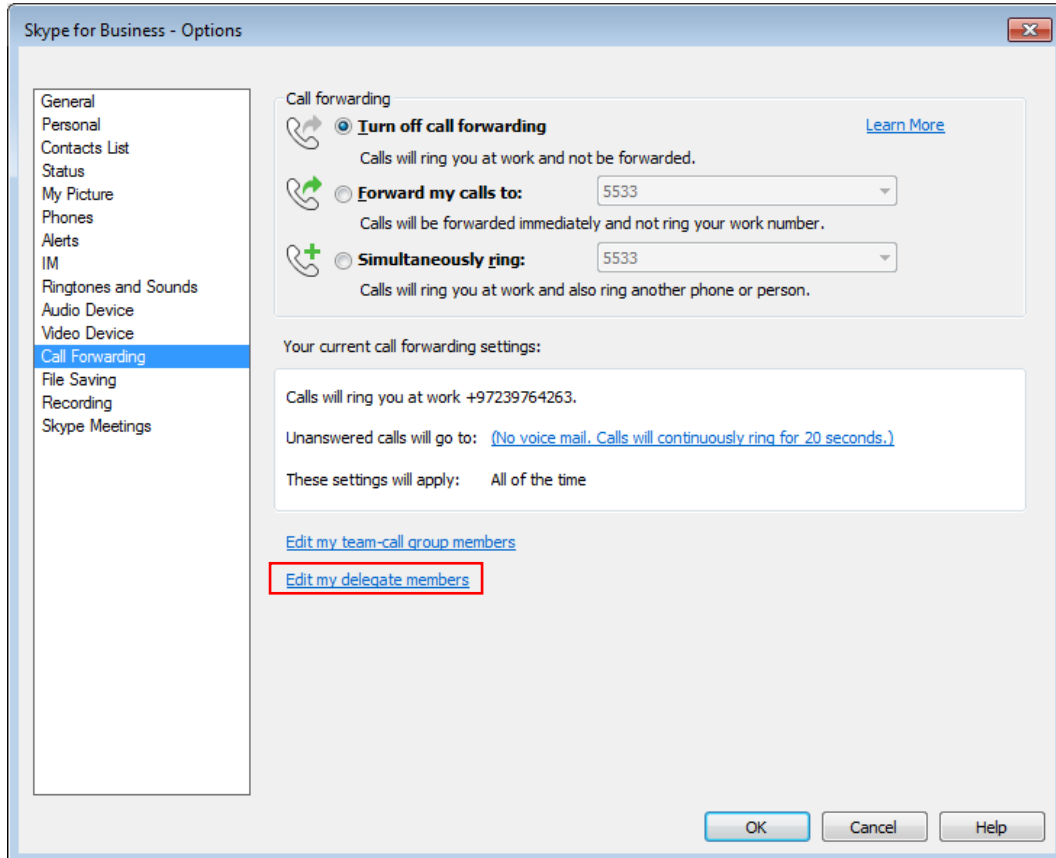 Skype for Business - Options
General
Personal
Contacts List
Status
My Picture
Phones
Alerts
IM
Ringtones and Sounds
Audio Device
Video Device
Call Forwarding
File Saving
Recording
Skype Meetings
Call forwarding
Turn off call forwarding
Learn More
Calls will ring you at work and not be forwarded.
Forward my calls to:
5533
Calls will be forwarded immediately and not ring your work number.
Simultaneously ring:
5533
Calls will ring you at work and also ring another phone or person.
Your current call forwarding settings:
Calls will ring you at work +97239764263.
Unanswered calls will go to: (No voice mail. Calls will continuously ring for 20 seconds.)
These settings will apply: All of the time
Edit my team-call group members
Edit my delegate members
OK
Cancel
Help